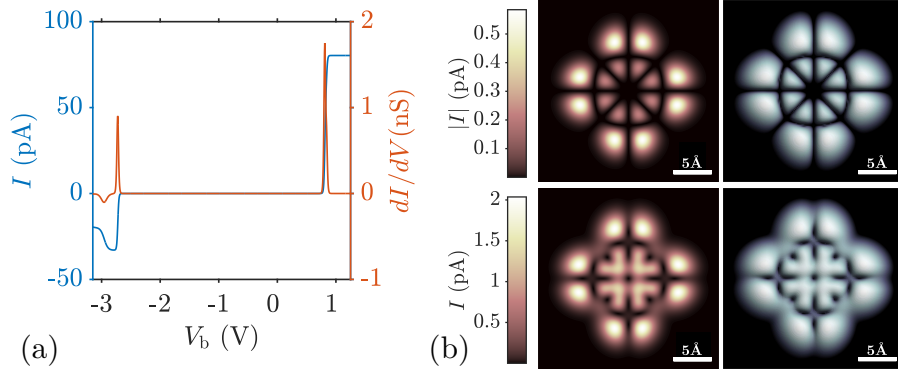 100
50
0
-50
I (pA)
2
1
0
-1
dI/dV (nS)
-3
-2
-1
0
1
V_b (V)
(a)
0.5
0.4
0.3
0.2
0.1
|I| (pA)
5Å
5Å
2
1.5
1
0.5
I (pA)
5Å
5Å
(b)